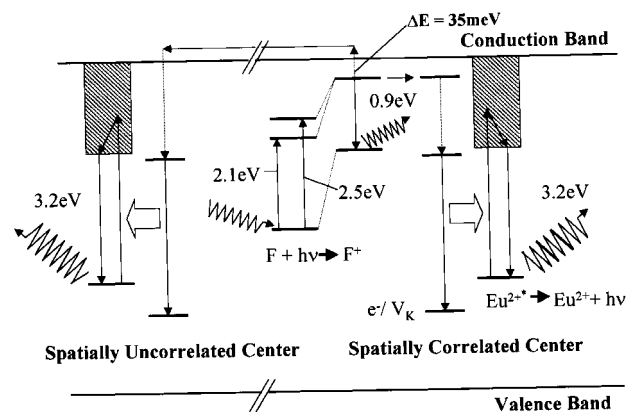 ΔE = 35meV
Conduction Band
0.9eV
2.1eV
2.5eV
3.2eV
3.2eV
F + hν→F⁺
e⁻/ V_K
Eu²⁺*→Eu²⁺+ hν
Spatially Uncorrelated Center
Spatially Correlated Center
Valence Band